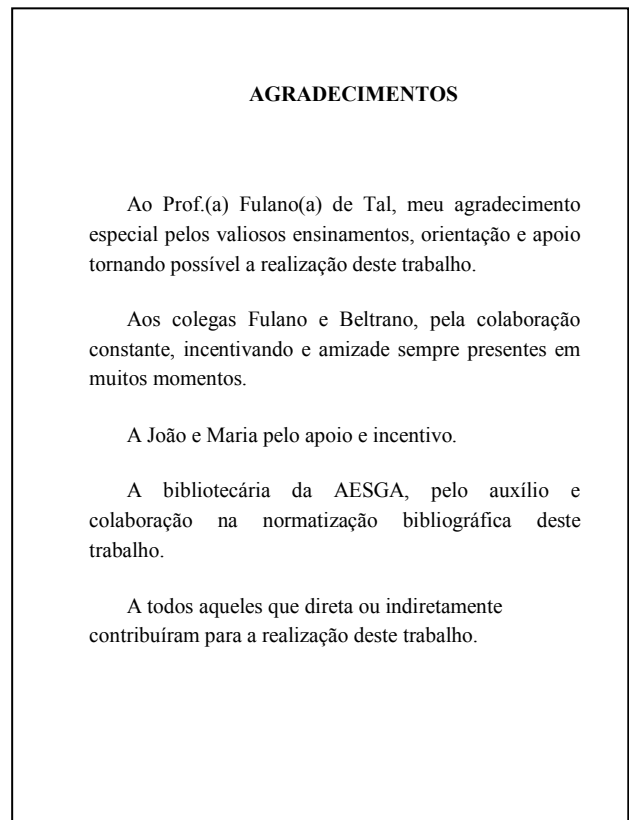 AGRADECIMENTOS
Ao Prof.(a) Fulano(a) de Tal, meu agradecimento
especial pelos valiosos ensinamentos, orientação e apoio
tornando possível a realização deste trabalho.
Aos colegas Fulano e Beltrano, pela colaboração
constante, incentivando e amizade sempre presentes em
muitos momentos.
A João e Maria pelo apoio e incentivo.
A bibliotecária da AESGA, pelo auxílio e
colaboração na normatização bibliográfica deste
trabalho.
A todos aqueles que direta ou indiretamente
contribuíram para a realização deste trabalho.